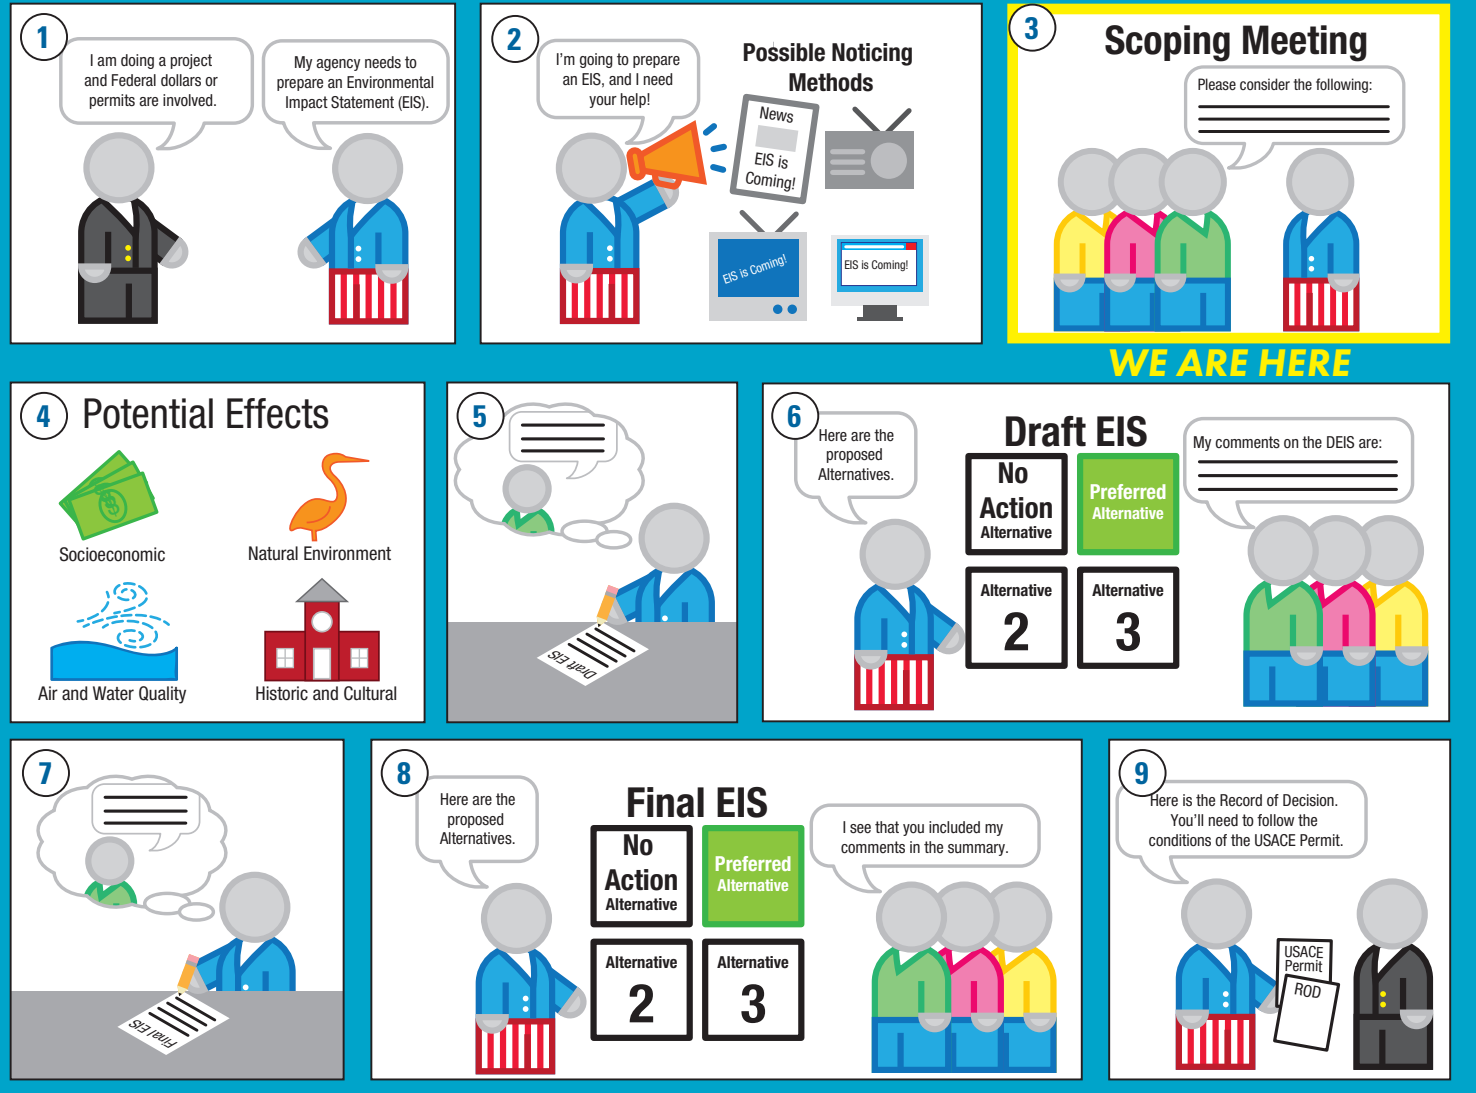 1
I am doing a project
and Federal dollars or
permits are involved.
My agency needs to
prepare an Environmental
Impact Statement (EIS).
2
I'm going to prepare
an EIS, and I need
your help!
Possible Noticing
Methods
News
EIS is
Coming!
EIS is Coming!
EIS is Coming!
3
Scoping Meeting
Please consider the following:
WE ARE HERE
4
Potential Effects
Socioeconomic
Natural Environment
Air and Water Quality
Historic and Cultural
5
Draft EIS
6
Here are the
proposed
Alternatives.
Draft EIS
No
Action
Alternative
Preferred
Alternative
Alternative
2
Alternative
3
My comments on the DEIS are:
7
Final EIS
8
Here are the
proposed
Alternatives.
Final EIS
No
Action
Alternative
Preferred
Alternative
Alternative
2
Alternative
3
I see that you included my
comments in the summary.
9
Here is the Record of Decision.
You'll need to follow the
conditions of the USACE Permit.
USACE
Permit
ROD